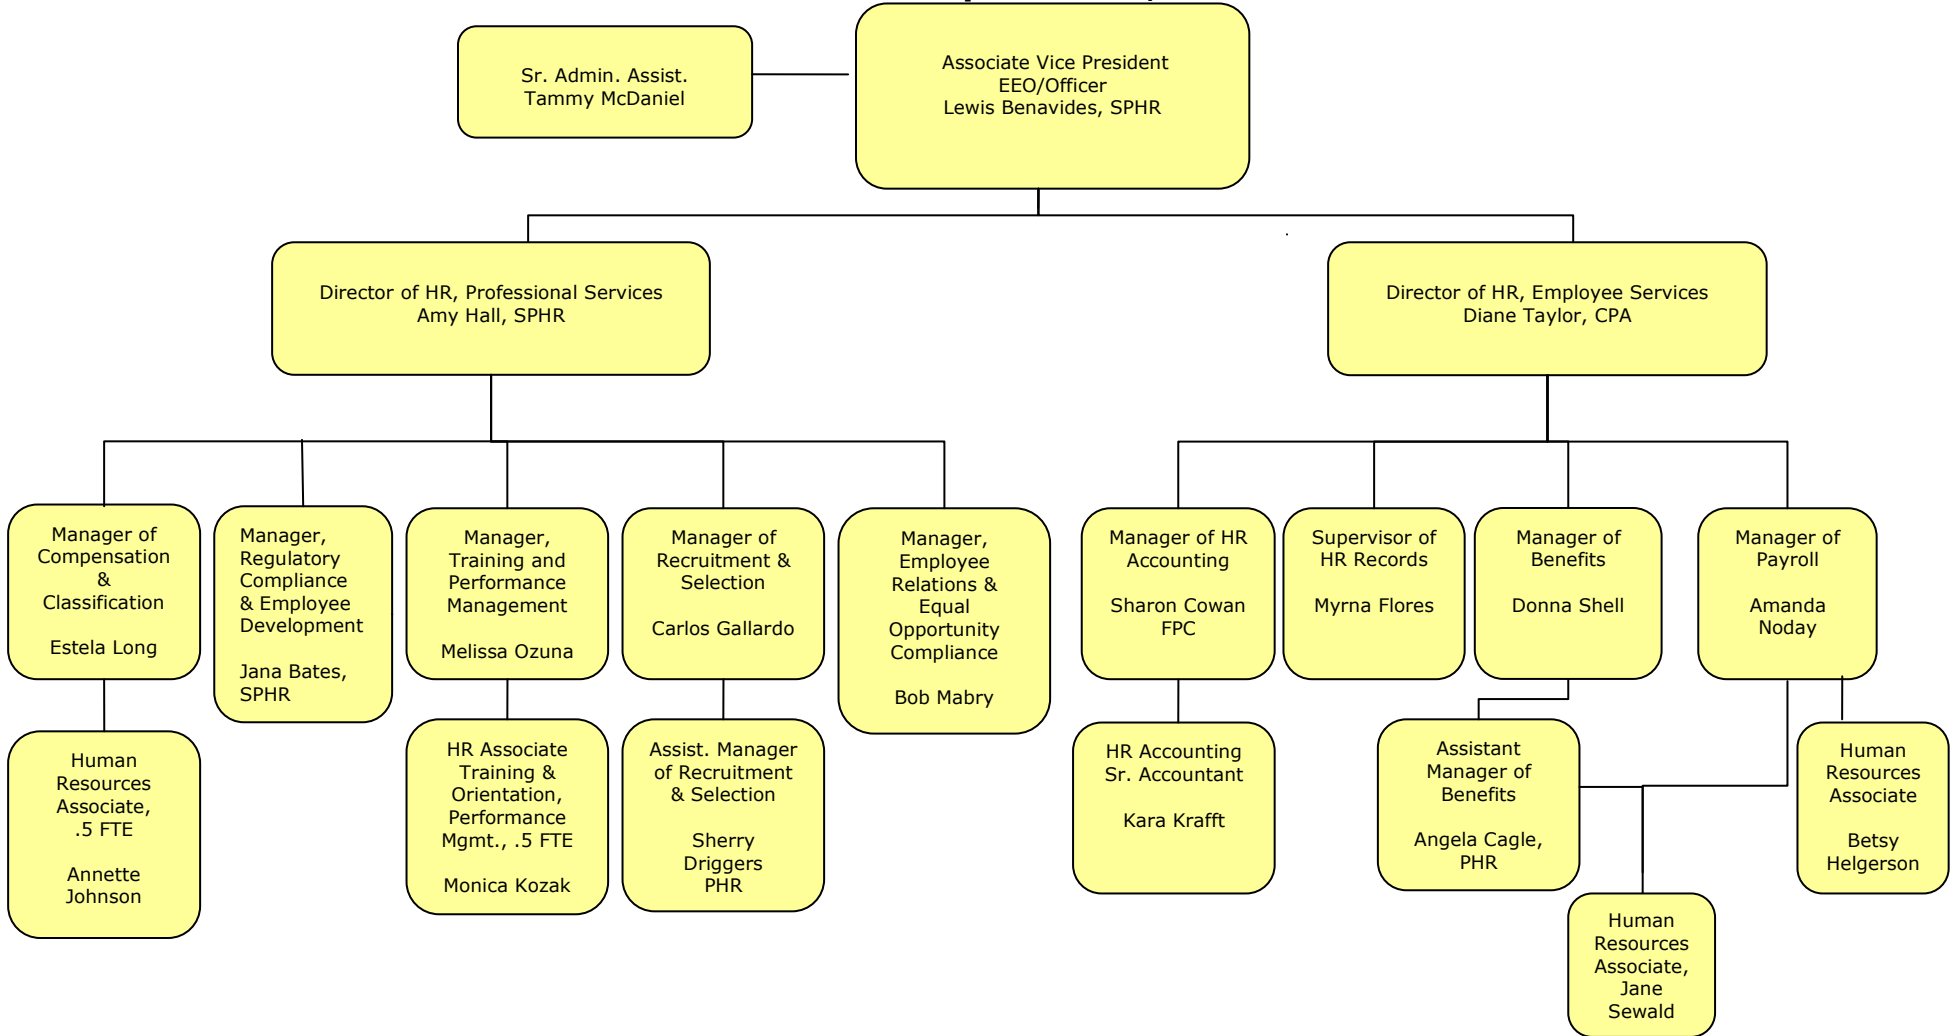 Sr. Admin. Assist.
Tammy McDaniel
Associate Vice President
EEO/Officer
Lewis Benavides, SPHR
Director of HR, Professional Services
Amy Hall, SPHR
Director of HR, Employee Services
Diane Taylor, CPA
Manager of
Compensation
&
Classification
Estela Long
Manager,
Regulatory
Compliance
& Employee
Development
Jana Bates,
SPHR
Manager,
Training and
Performance
Management
Melissa Ozuna
Manager of
Recruitment &
Selection
Carlos Gallardo
Manager,
Employee
Relations &
Equal
Opportunity
Compliance
Bob Mabry
Manager of HR
Accounting
Sharon Cowan
FPC
Supervisor of
HR Records
Myrna Flores
Manager of
Benefits
Donna Shell
Manager of
Payroll
Amanda
Noday
Human
Resources
Associate,
.5 FTE
Annette
Johnson
HR Associate
Training &
Orientation,
Performance
Mgmt., .5 FTE
Monica Kozak
Assist. Manager
of Recruitment
& Selection
Sherry
Driggers
PHR
HR Accounting
Sr. Accountant
Kara Krafft
Assistant
Manager of
Benefits
Angela Cagle,
PHR
Human
Resources
Associate
Betsy
Helgerson
Human
Resources
Associate,
Jane
Sewald